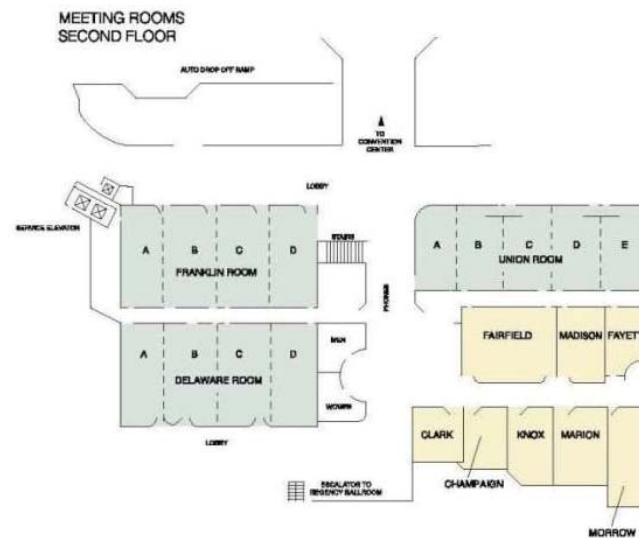 MEETING ROOMS
SECOND FLOOR
AUTO DROP OFF RAMP
TO
CONVENTION
CENTER
LOBBY
SERVICE ELEVATOR
A B C D
FRANKLIN ROOM
STAIRS
PHONES
A B C D E
UNION ROOM
FAIRFIELD MADISON FAYET
A B C D
DELAWARE ROOM
MEN
WOMEN
LOBBY
CLARK
CHAMPAIGN
KNOX MARION
MORROW
ESCALATOR TO
REGENCY BALLROOM